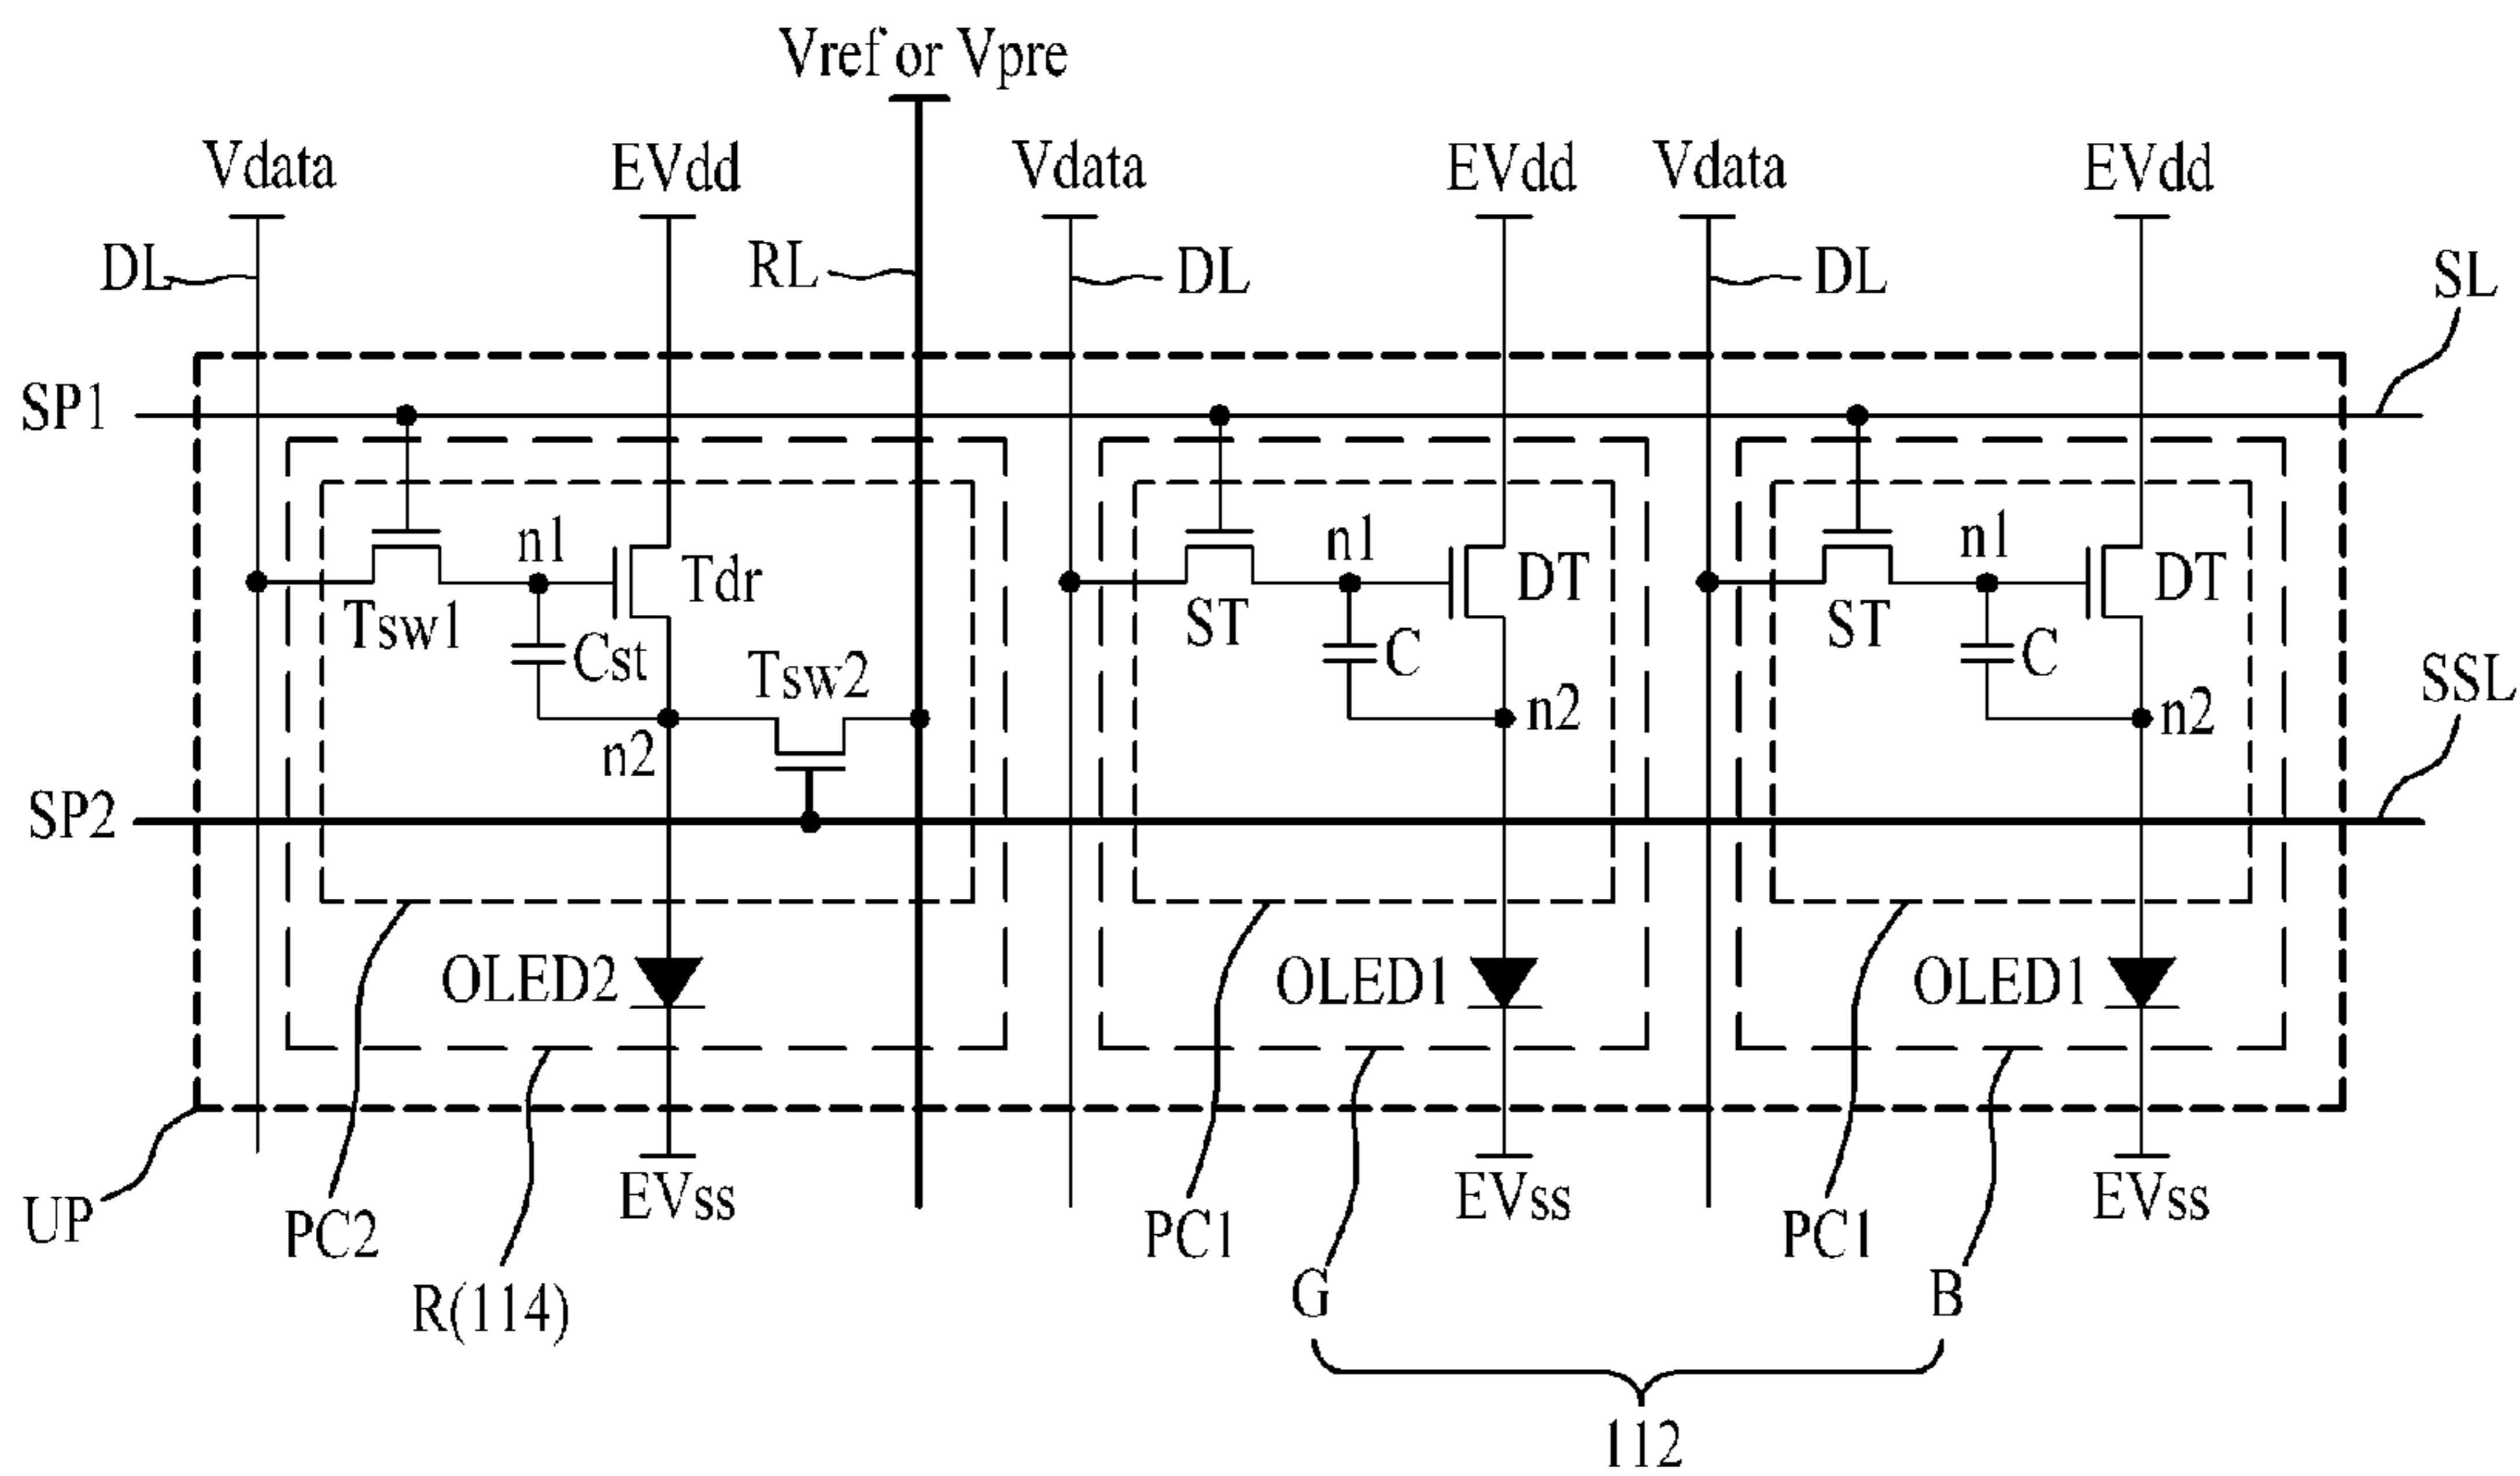 Vref or Vpre
Vdata EVdd Vdata EVdd Vdata EVdd
DL RL DL DL SL
SP1
n1 Tdr n1 DT n1 DT
Tsw1 ST ST
Cst Tsw2 C C SSL
n2 n2 n2
SP2
OLED2 OLED1 OLED1
EVss EVss EVss
UP PC2 PC1 PC1
R(114) G B
112